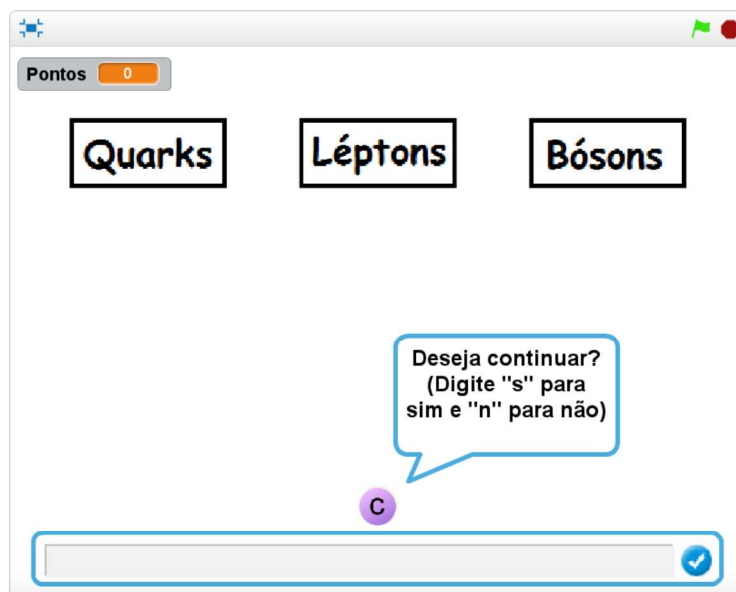 Pontos 0
Quarks Léptons Bósons
Deseja continuar?
(Digite "s" para
sim e "n" para não)
C